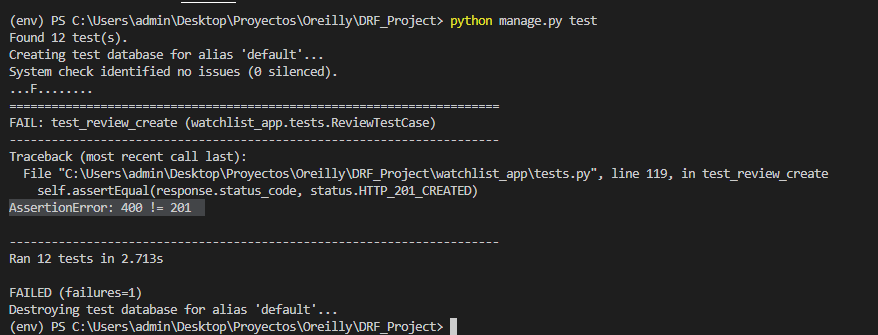 (env) PS C:\Users\admin\Desktop\Proyectos\Oreilly\DRF_Project> python manage.py test
Found 12 test(s).
Creating test database for alias 'default'...
System check identified no issues (0 silenced).
...F........
======================================================================
FAIL: test_review_create (watchlist_app.tests.ReviewTestCase)
----------------------------------------------------------------------
Traceback (most recent call last):
  File "C:\Users\admin\Desktop\Proyectos\Oreilly\DRF_Project\watchlist_app\tests.py", line 119, in test_review_create
    self.assertEqual(response.status_code, status.HTTP_201_CREATED)
AssertionError: 400 != 201
----------------------------------------------------------------------
Ran 12 tests in 2.713s
FAILED (failures=1)
Destroying test database for alias 'default'...
(env) PS C:\Users\admin\Desktop\Proyectos\Oreilly\DRF_Project>